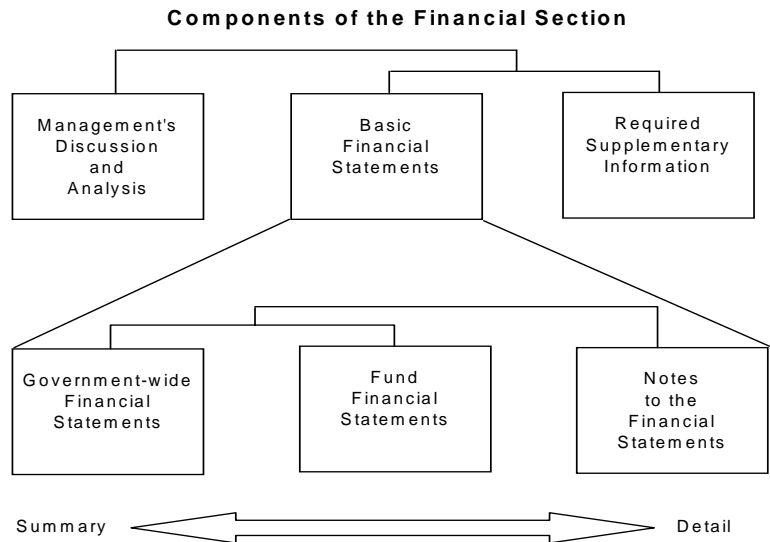 Components of the Financial Section
Management's
Discussion
and
Analysis
Basic
Financial
Statements
Required
Supplementary
Information
Government-wide
Financial
Statements
Fund
Financial
Statements
Notes
to the
Financial
Statements
Summary
Detail